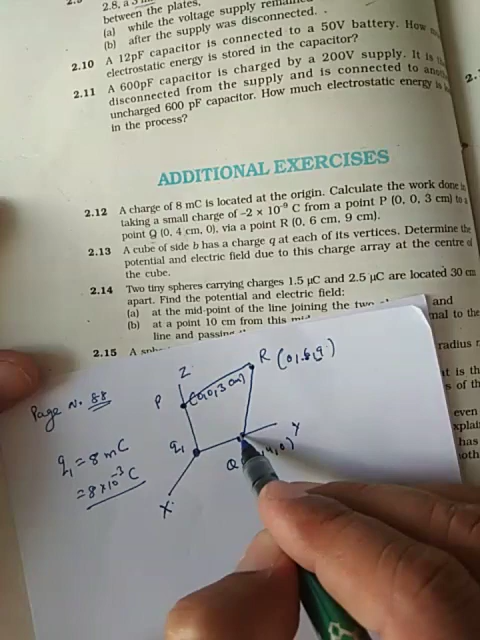 2.8, a 3
between the plates.
(a) while the voltage supply
(b) after the supply was disconnected.
2.10 A 12pF capacitor is connected to a 50V battery. How
electrostatic energy is stored in the capacitor?
2.11 A 600pF capacitor is charged by a 200V supply. It is
disconnected from the supply and is connected to
uncharged 600 pF capacitor. How much electrostatic energy is
in the process?
2.
ADDITIONAL EXERCISES
2.12 A charge of 8 mC is located at the origin. Calculate the work done in
taking a small charge of –2 × 10⁻⁹ C from a point P (0, 0, 3 cm) to a
point Q (0, 4 cm, 0), via a point R (0, 6 cm, 9 cm).
2.13 A cube of side b has a charge q at each of its vertices. Determine the
potential and electric field due to this charge array at the centre of
the cube.
2.14 Two tiny spheres carrying charges 1.5 μC and 2.5 μC are located 30 cm
apart. Find the potential and electric field:
(a) at the mid-point of the line joining the two and
(b) at a point 10 cm from this to the
line and
2.15 A radius
it is th
s of th
even
has
Page No. 88
Z
R (0,6,9)
P (0,0,3cm)
q₁ = 8 mC
= 8×10⁻³ C
q₁
Y
Q
X